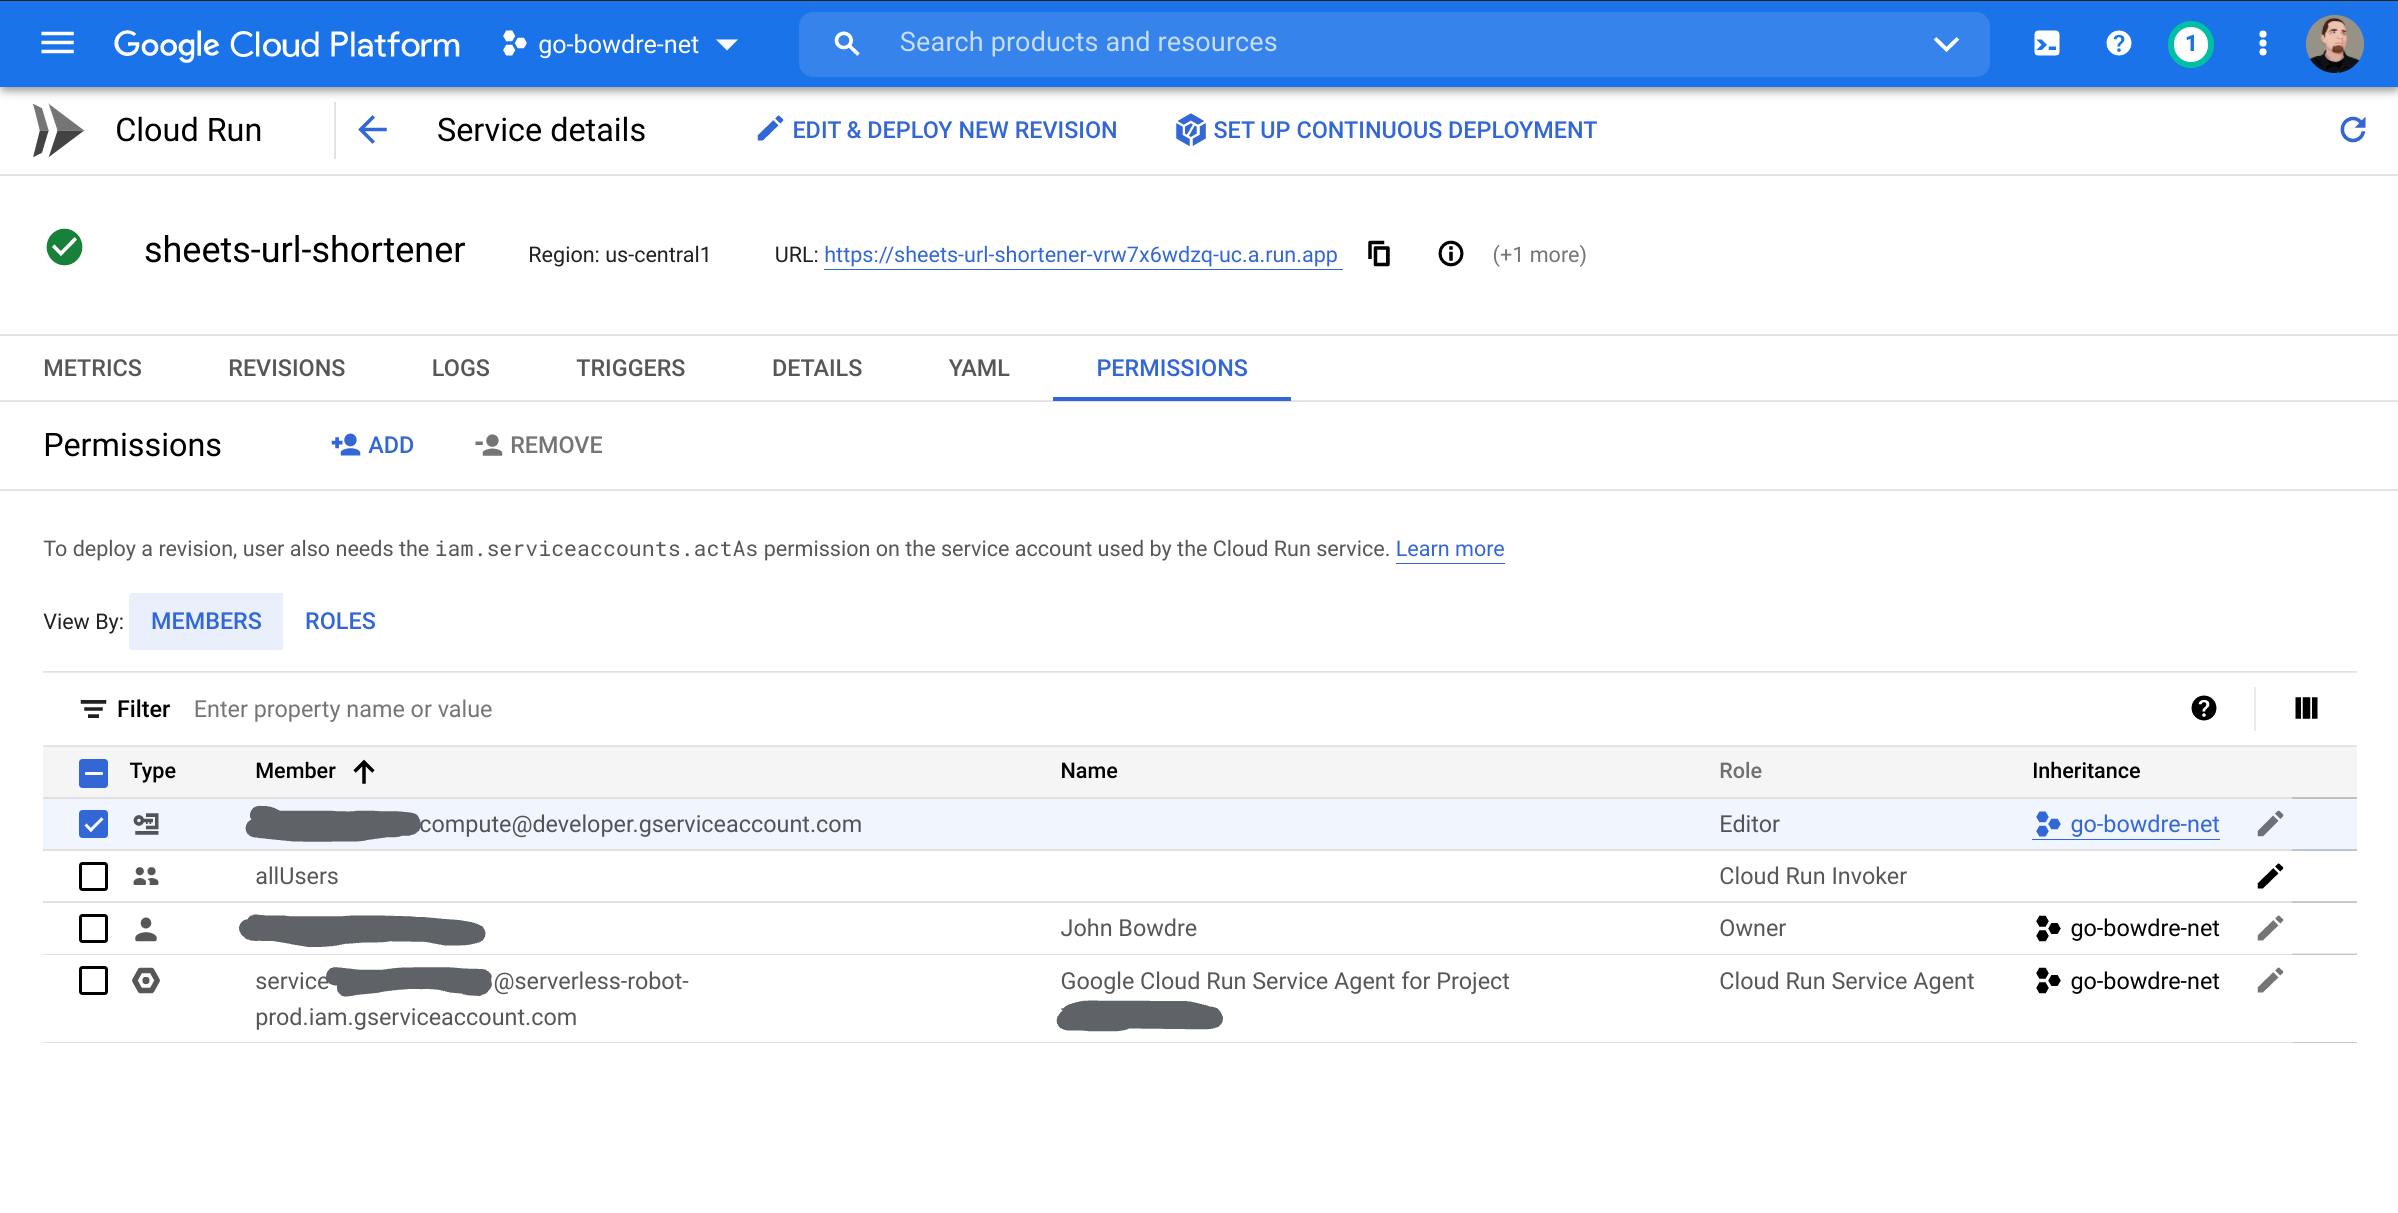 Google Cloud Platform go-bowdre-net Search products and resources 1
Cloud Run Service details EDIT & DEPLOY NEW REVISION SET UP CONTINUOUS DEPLOYMENT
sheets-url-shortener Region: us-central1 URL: https://sheets-url-shortener-vrw7x6wdzq-uc.a.run.app (+1 more)
METRICS REVISIONS LOGS TRIGGERS DETAILS YAML PERMISSIONS
Permissions ADD REMOVE
To deploy a revision, user also needs the iam.serviceaccounts.actAs permission on the service account used by the Cloud Run service. Learn more
View By: MEMBERS ROLES
Filter Enter property name or value
Type Member Name Role Inheritance
compute@developer.gserviceaccount.com Editor go-bowdre-net
allUsers Cloud Run Invoker
John Bowdre Owner go-bowdre-net
service @serverless-robot- Google Cloud Run Service Agent for Project Cloud Run Service Agent go-bowdre-net
prod.iam.gserviceaccount.com